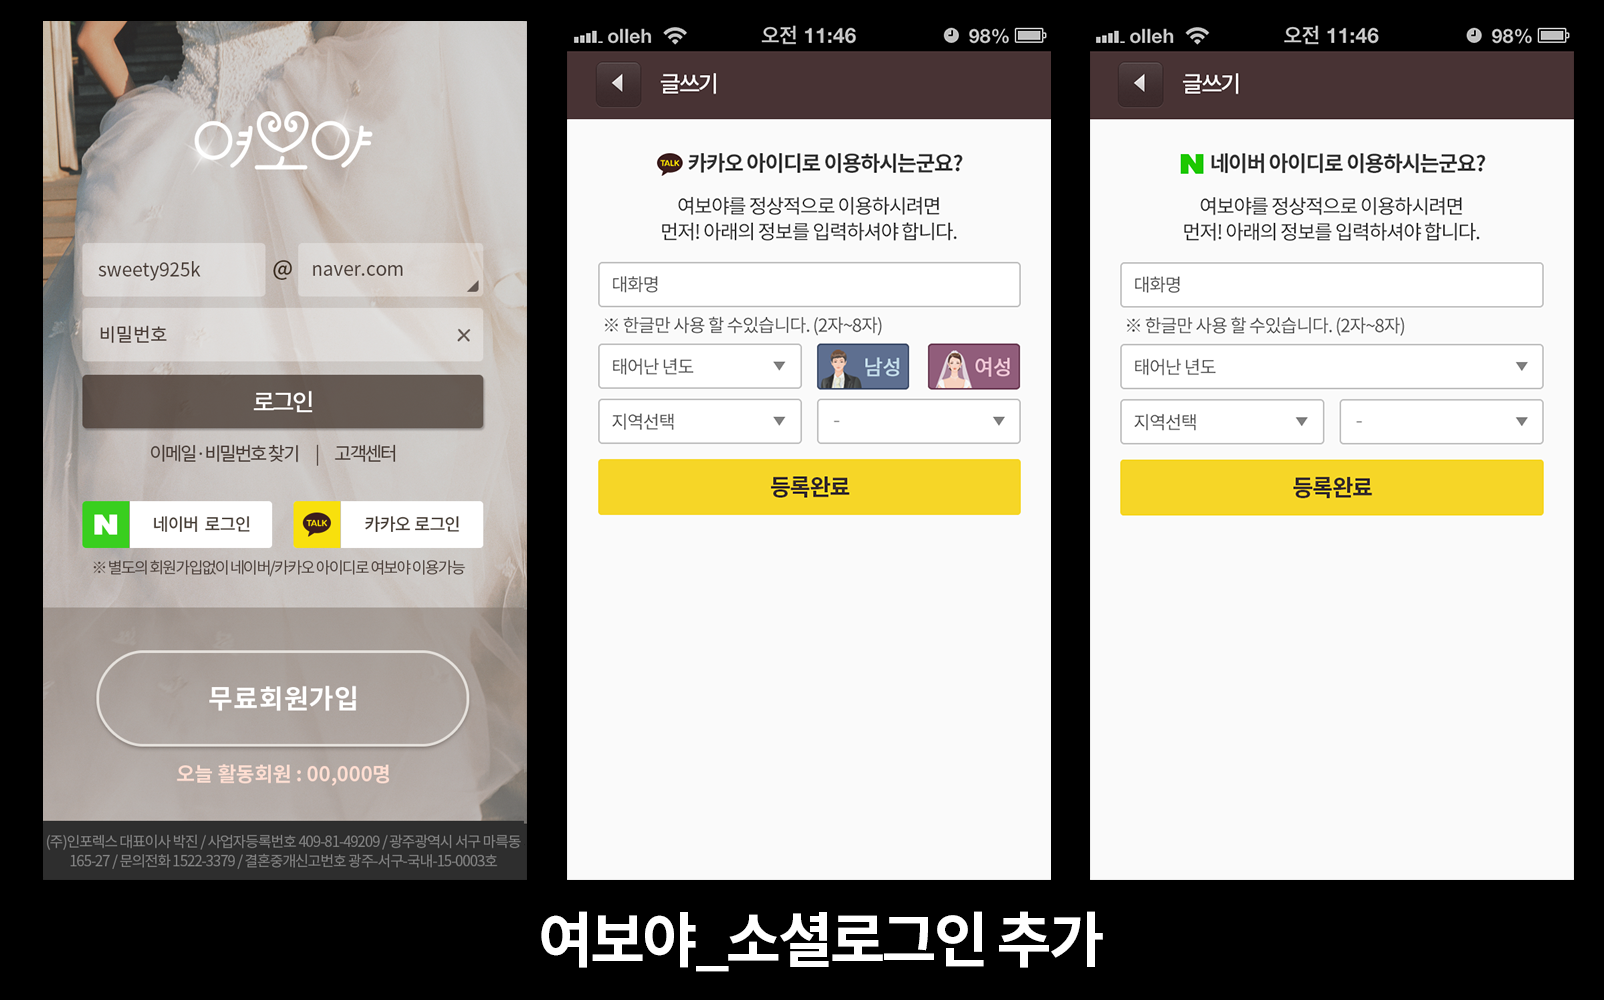 여보야
sweety925k @ naver.com
비밀번호 ×
로그인
이메일·비밀번호 찾기 | 고객센터
N 네이버 로그인
TALK 카카오 로그인
※ 별도의 회원가입없이 네이버/카카오 아이디로 여보야 이용가능
무료회원가입
오늘 활동회원 : 00,000명
(주)인포렉스 대표이사 박진 / 사업자등록번호 409-81-49209 / 광주광역시 서구 마륵동
165-27 / 문의전화 1522-3379 / 결혼중개신고번호 광주-서구-국내-15-0003호
olleh 오전 11:46 98%
글쓰기
TALK 카카오 아이디로 이용하시는군요?
여보야를 정상적으로 이용하시려면
먼저! 아래의 정보를 입력하셔야 합니다.
대화명
※ 한글만 사용 할 수있습니다. (2자~8자)
태어난 년도 남성 여성
지역선택 -
등록완료
olleh 오전 11:46 98%
글쓰기
N 네이버 아이디로 이용하시는군요?
여보야를 정상적으로 이용하시려면
먼저! 아래의 정보를 입력하셔야 합니다.
대화명
※ 한글만 사용 할 수있습니다. (2자~8자)
태어난 년도
지역선택 -
등록완료
여보야_소셜로그인 추가